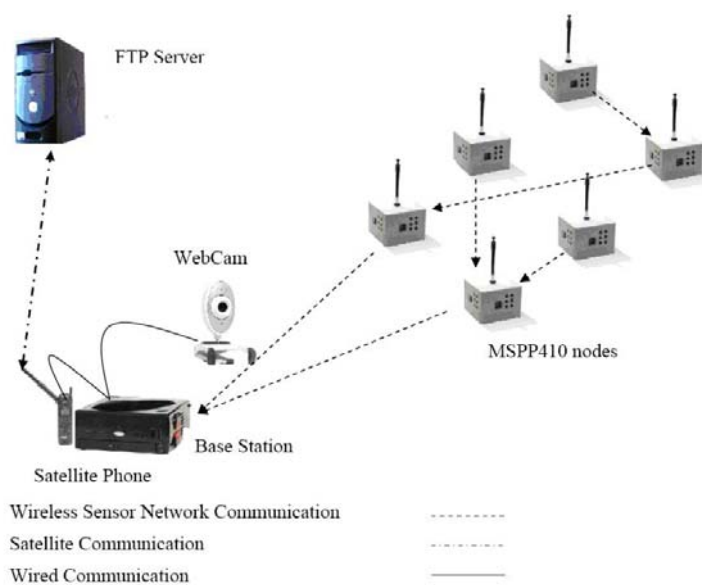 FTP Server
WebCam
MSPP410 nodes
Base Station
Satellite Phone
Wireless Sensor Network Communication
Satellite Communication
Wired Communication